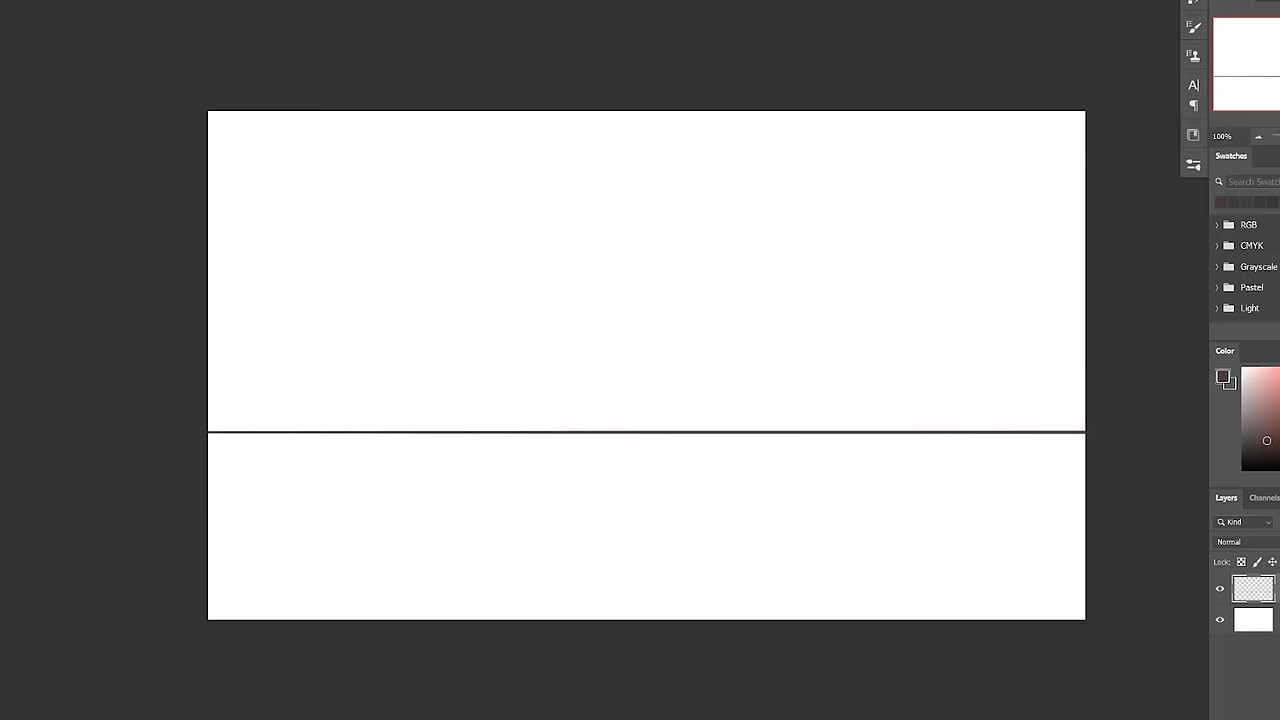 A
100%
Swatches
Search Swatc
RGB
CMYK
Grayscale
Pastel
Light
Color
Layers Channels
Kind
Normal
Lock: